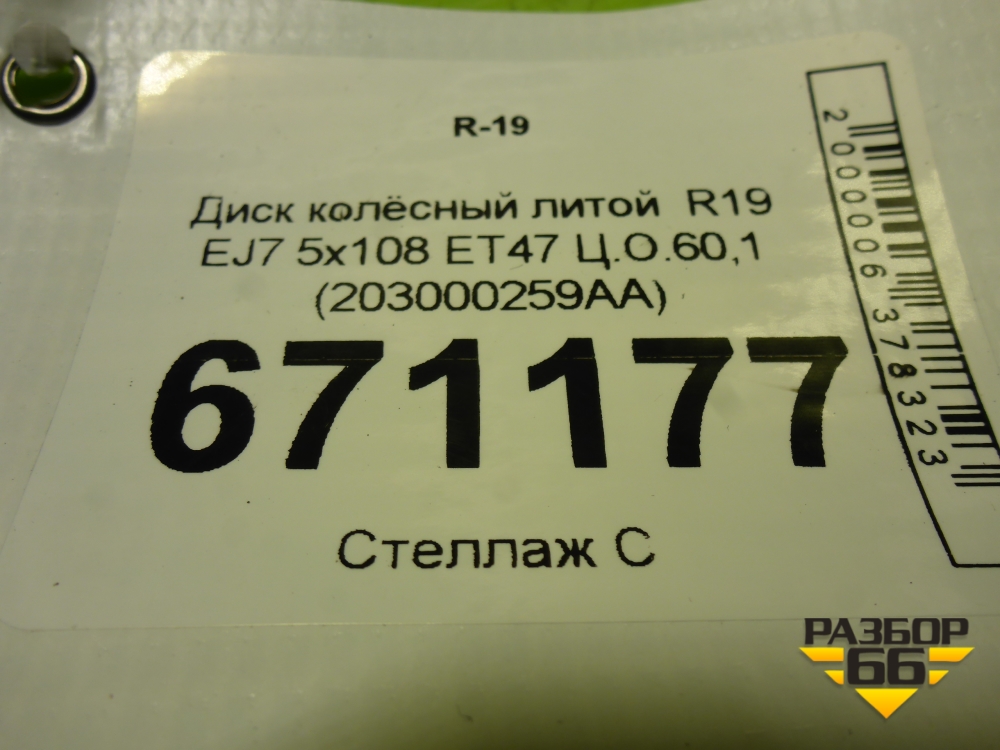 R-19
Диск колёсный литой R19
EJ7 5x108 ET47 Ц.О.60,1
(203000259AA)
671177
Стеллаж С
2000006378323
РАЗБОР
66